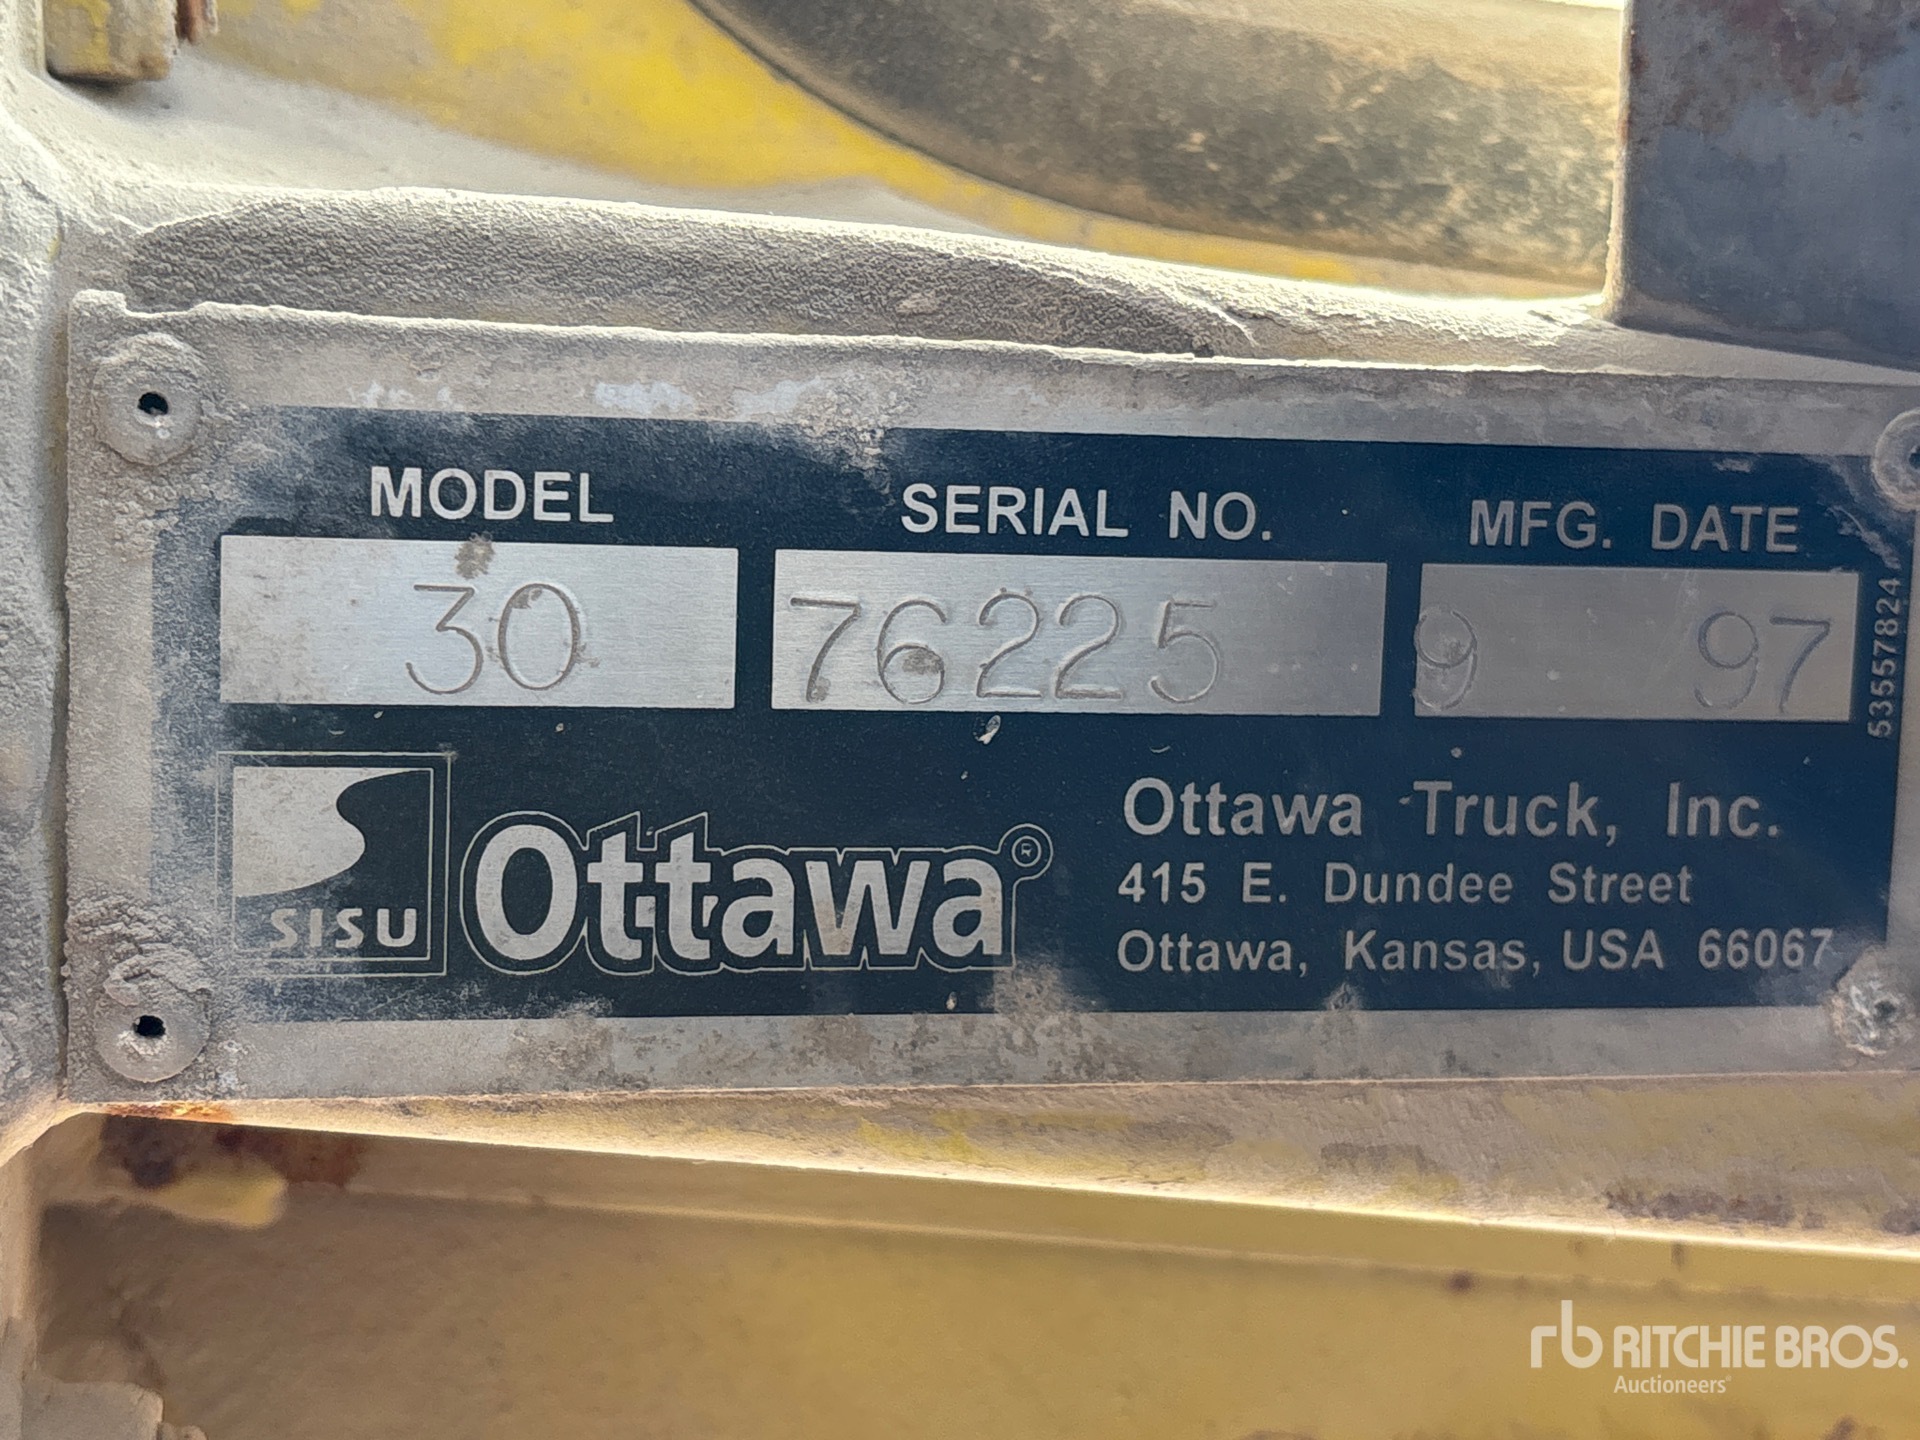 MODEL SERIAL NO. MFG. DATE
30 76225 9 97
53557824
SISU Ottawa®
Ottawa Truck, Inc.
415 E. Dundee Street
Ottawa, Kansas, USA 66067
rb RITCHIE BROS.
Auctioneers